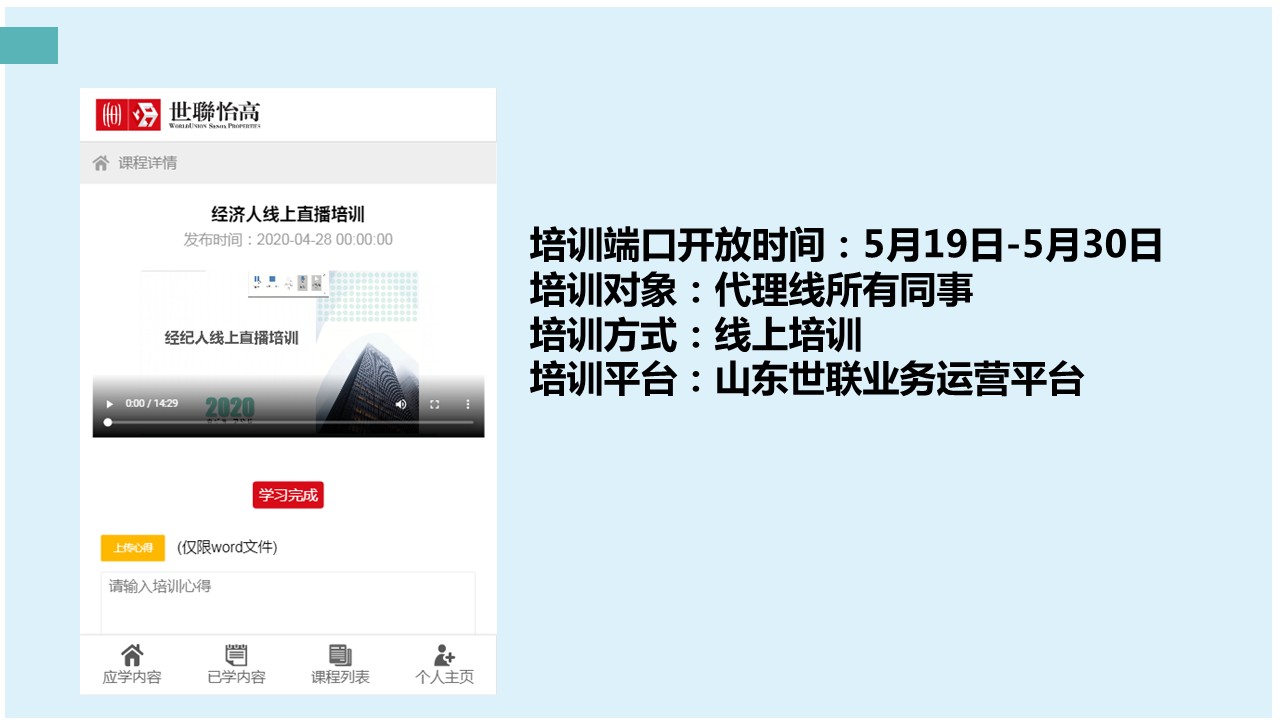 世聯怡高
WORLDUNION SANOA PROPERTIES
课程详情
经济人线上直播培训
发布时间：2020-04-28 00:00:00
经纪人线上直播培训
0:00 / 14:29
2020
学习完成
上传心得 (仅限word文件)
请输入培训心得
应学内容 已学内容 课程列表 个人主页
培训端口开放时间：5月19日-5月30日
培训对象：代理线所有同事
培训方式：线上培训
培训平台：山东世联业务运营平台